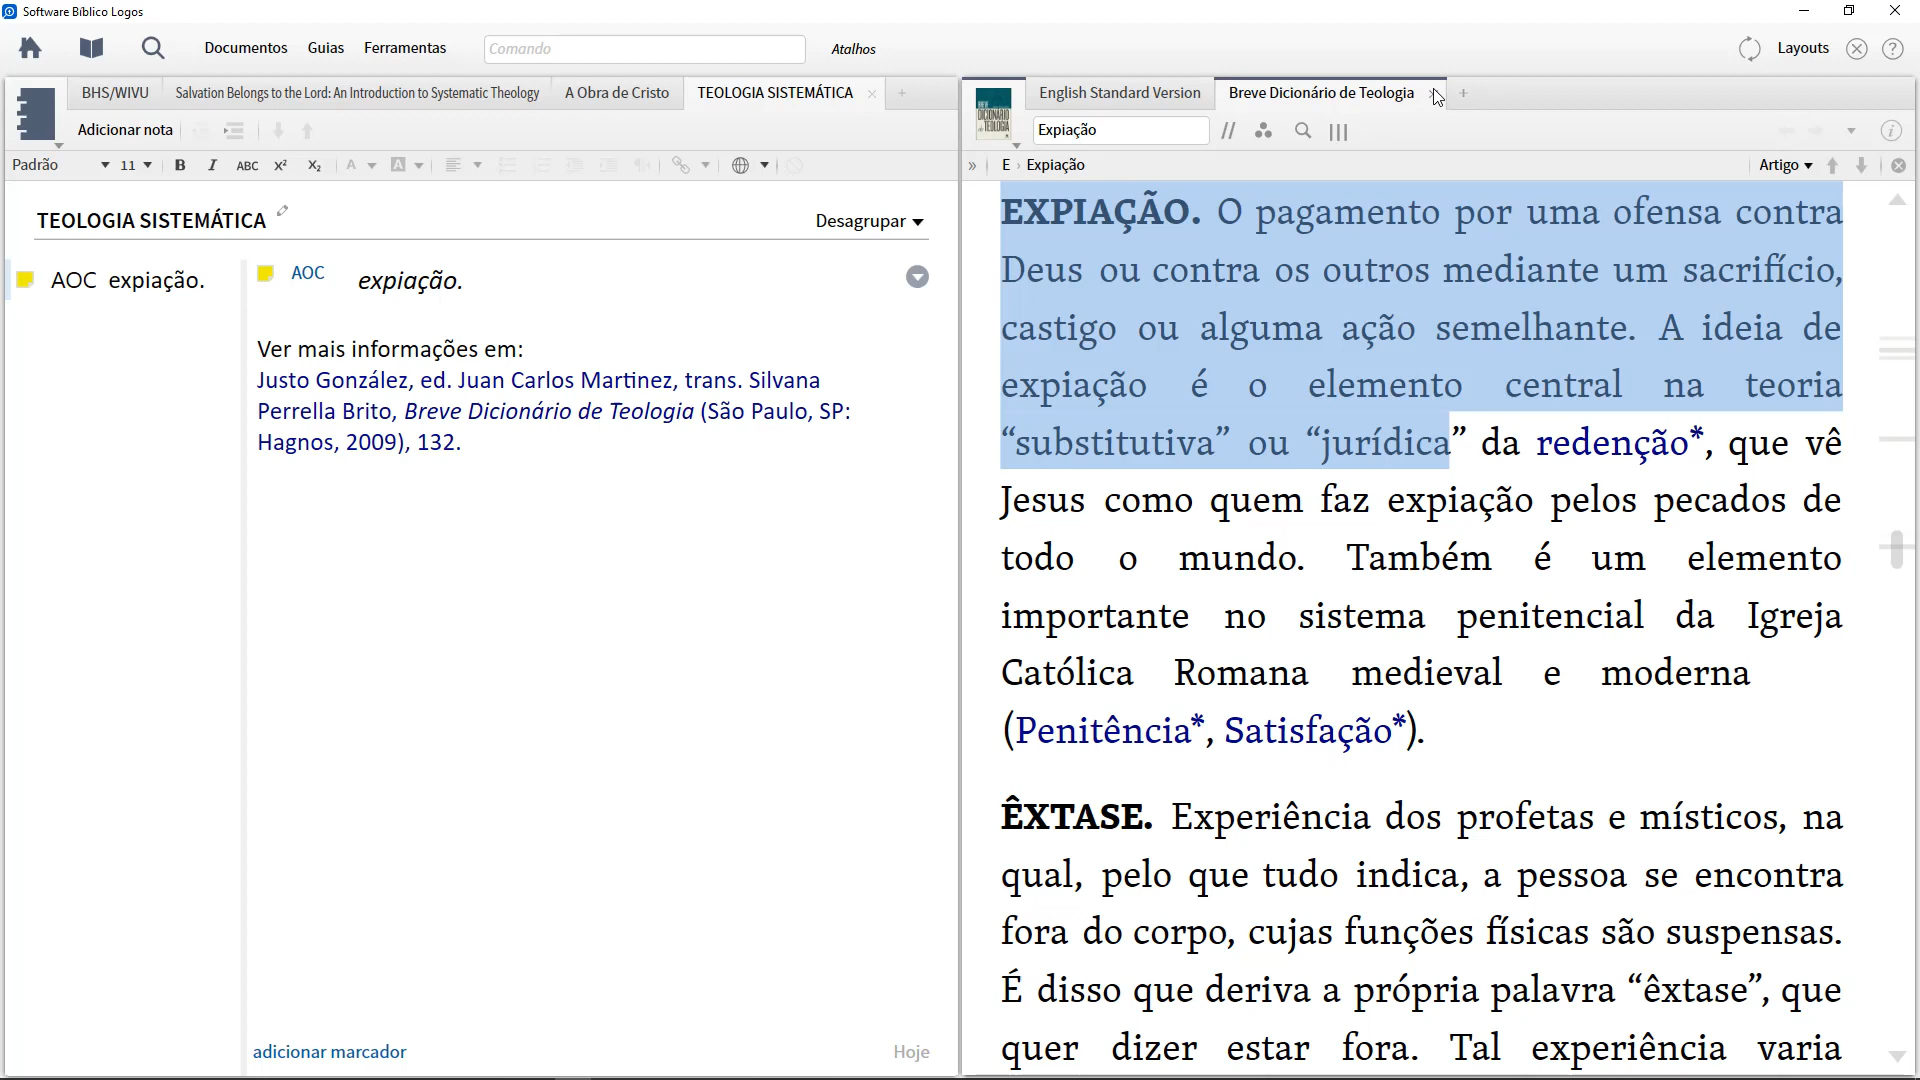 Software Bíblico Logos
Documentos Guias Ferramentas Comando Atalhos Layouts
BHS/WIVU Salvation Belongs to the Lord: An Introduction to Systematic Theology A Obra de Cristo TEOLOGIA SISTEMÁTICA
Adicionar nota
Padrão 11 B I ABC X² X₂ A A
TEOLOGIA SISTEMÁTICA Desagrupar
AOC expiação.
AOC expiação.
Ver mais informações em:
Justo González, ed. Juan Carlos Martinez, trans. Silvana
Perrella Brito, Breve Dicionário de Teologia (São Paulo, SP:
Hagnos, 2009), 132.
adicionar marcador Hoje
English Standard Version Breve Dicionário de Teologia
BREVE DICIONÁRIO DE TEOLOGIA
Expiação
E › Expiação Artigo
EXPIAÇÃO. O pagamento por uma ofensa contra
Deus ou contra os outros mediante um sacrifício,
castigo ou alguma ação semelhante. A ideia de
expiação é o elemento central na teoria
“substitutiva” ou “jurídica” da redenção*, que vê
Jesus como quem faz expiação pelos pecados de
todo o mundo. Também é um elemento
importante no sistema penitencial da Igreja
Católica Romana medieval e moderna
(Penitência*, Satisfação*).
ÊXTASE. Experiência dos profetas e místicos, na
qual, pelo que tudo indica, a pessoa se encontra
fora do corpo, cujas funções físicas são suspensas.
É disso que deriva a própria palavra “êxtase”, que
quer dizer estar fora. Tal experiência varia